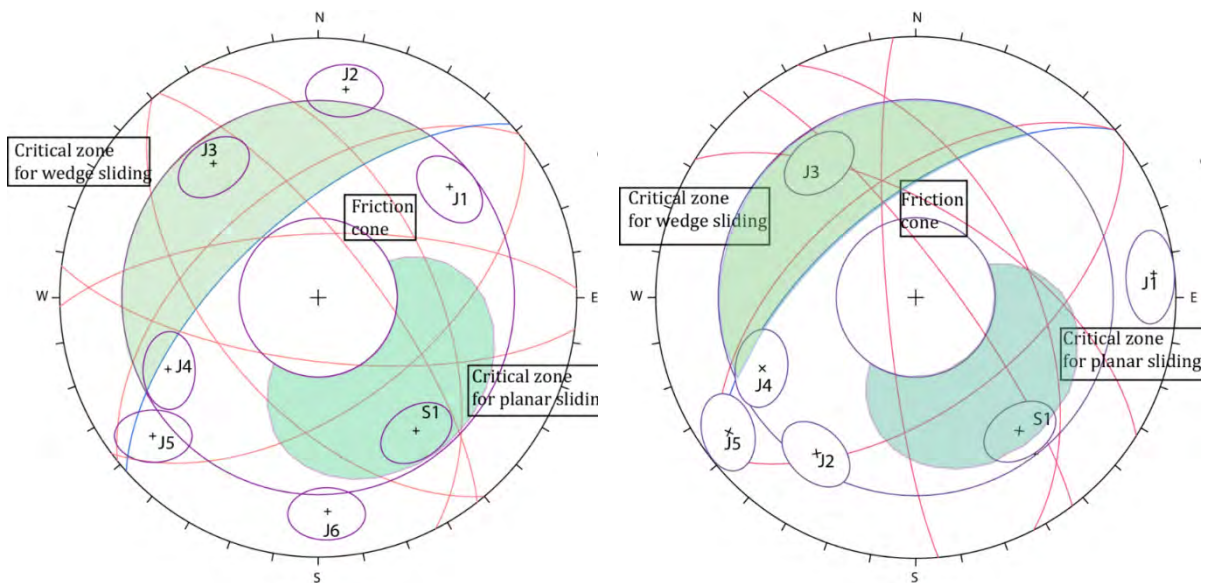 N
J2
Critical zone
for wedge sliding
J3
J1
Friction
cone
W
E
J4
Critical zone
for planar slidin
S1
J5
J6
S
N
J3
Critical zone
for wedge sliding
Friction
cone
J1
W
E
Critical zone
for planar sliding
J4
S1
J5
J2
S